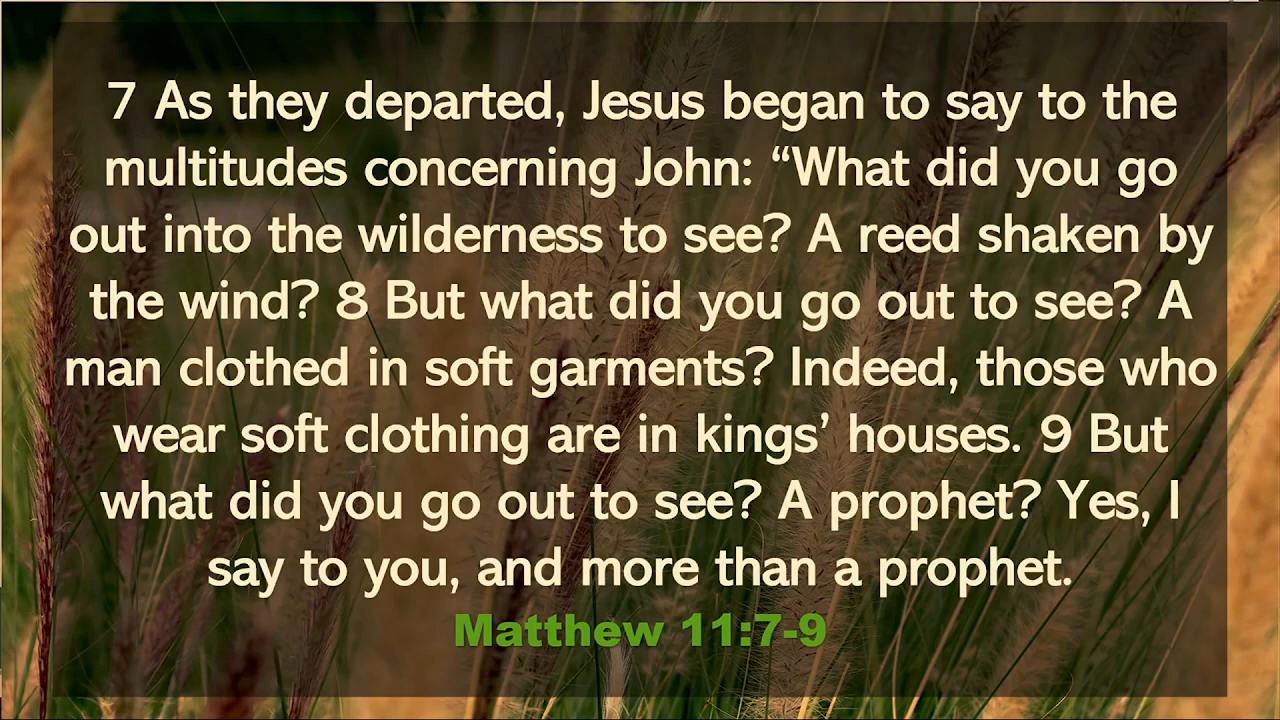 7 As they departed, Jesus began to say to the
multitudes concerning John: “What did you go
out into the wilderness to see? A reed shaken by
the wind? 8 But what did you go out to see? A
man clothed in soft garments? Indeed, those who
wear soft clothing are in kings’ houses. 9 But
what did you go out to see? A prophet? Yes, I
say to you, and more than a prophet.
Matthew 11:7-9